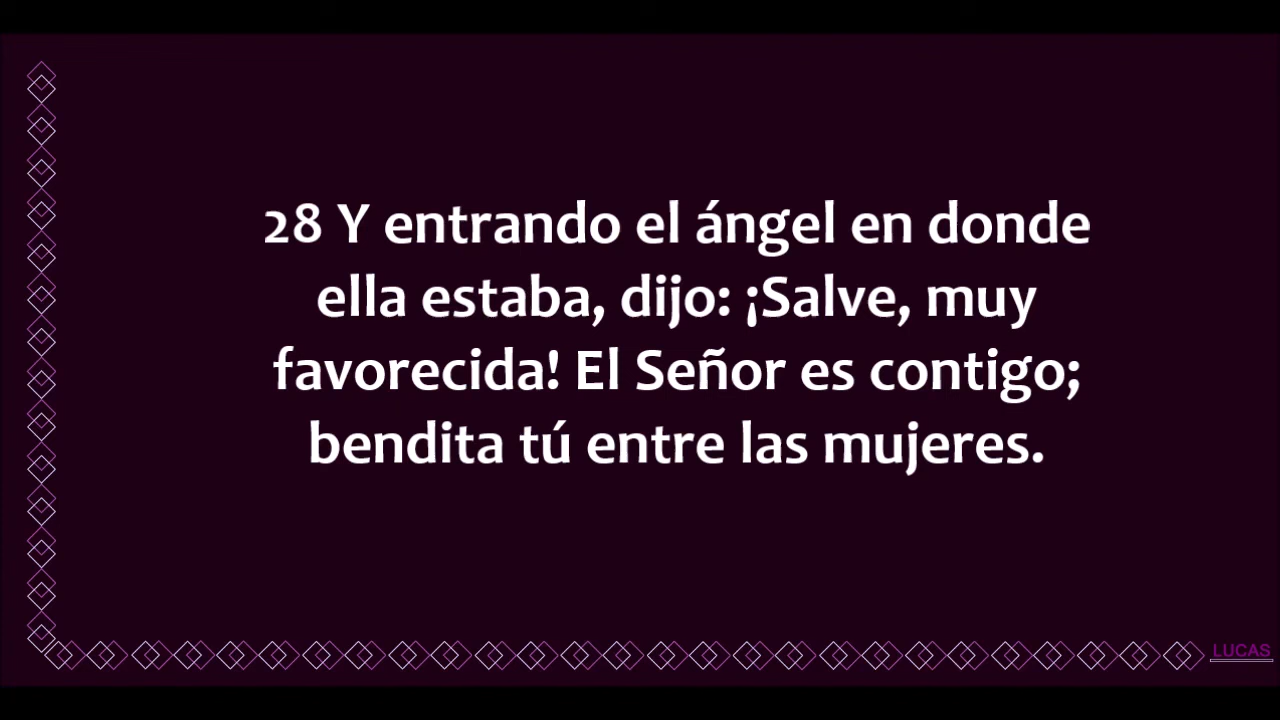 28 Y entrando el ángel en donde
ella estaba, dijo: ¡Salve, muy
favorecida! El Señor es contigo;
bendita tú entre las mujeres.
LUCAS